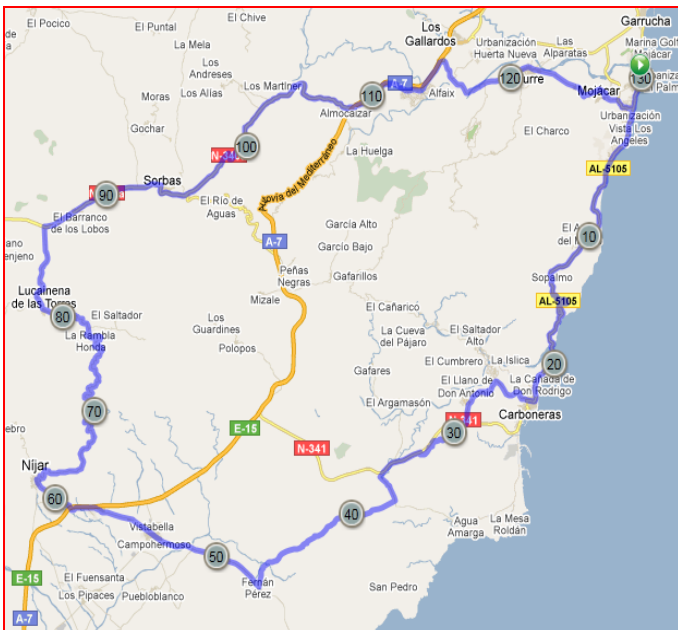 El Pocico
El Puntal
El Chive
La Mela
Los
Andreses
Los Alías
Los Martínez
Moras
Gochar
Los
Gallardos
Urbanización
Huerta Nueva
Las
Alparatas
Garrucha
Marina Golf
Mojácar
130
120
urre
Mojácar
Urbanización
Vista Los
Angeles
110
A-7
Alfaix
Almocaizar
100
N-340
La Huelga
El Charco
AL-5105
Sorbas
90
El Río de
Aguas
Autovía del Mediterráneo
A-7
El Barranco
de los Lobos
García Alto
García Bajo
10
Peñas
Negras
Gafarillos
Sopalmo
Mizale
AL-5105
Lucainena
de las Torres
80
El Salvador
La Rambla
Honda
Los
Guardines
Polopos
El Cañarico
La Cueva
del Pájaro
El Saltador
Alto
El Cumbrero
La Islica
20
Gafares
El Llano de
Don Antonio
La Cañada de
Don Rodrigo
70
El Argamasón
N-341
Carboneras
30
E-15
N-341
Níjar
60
40
Vistabella
Campohermoso
50
Agua
Amarga
La Mesa
Roldán
E-15
El Fuensanta
Los Pipaces
Puebloblanco
Fernán
Pérez
San Pedro
A-7